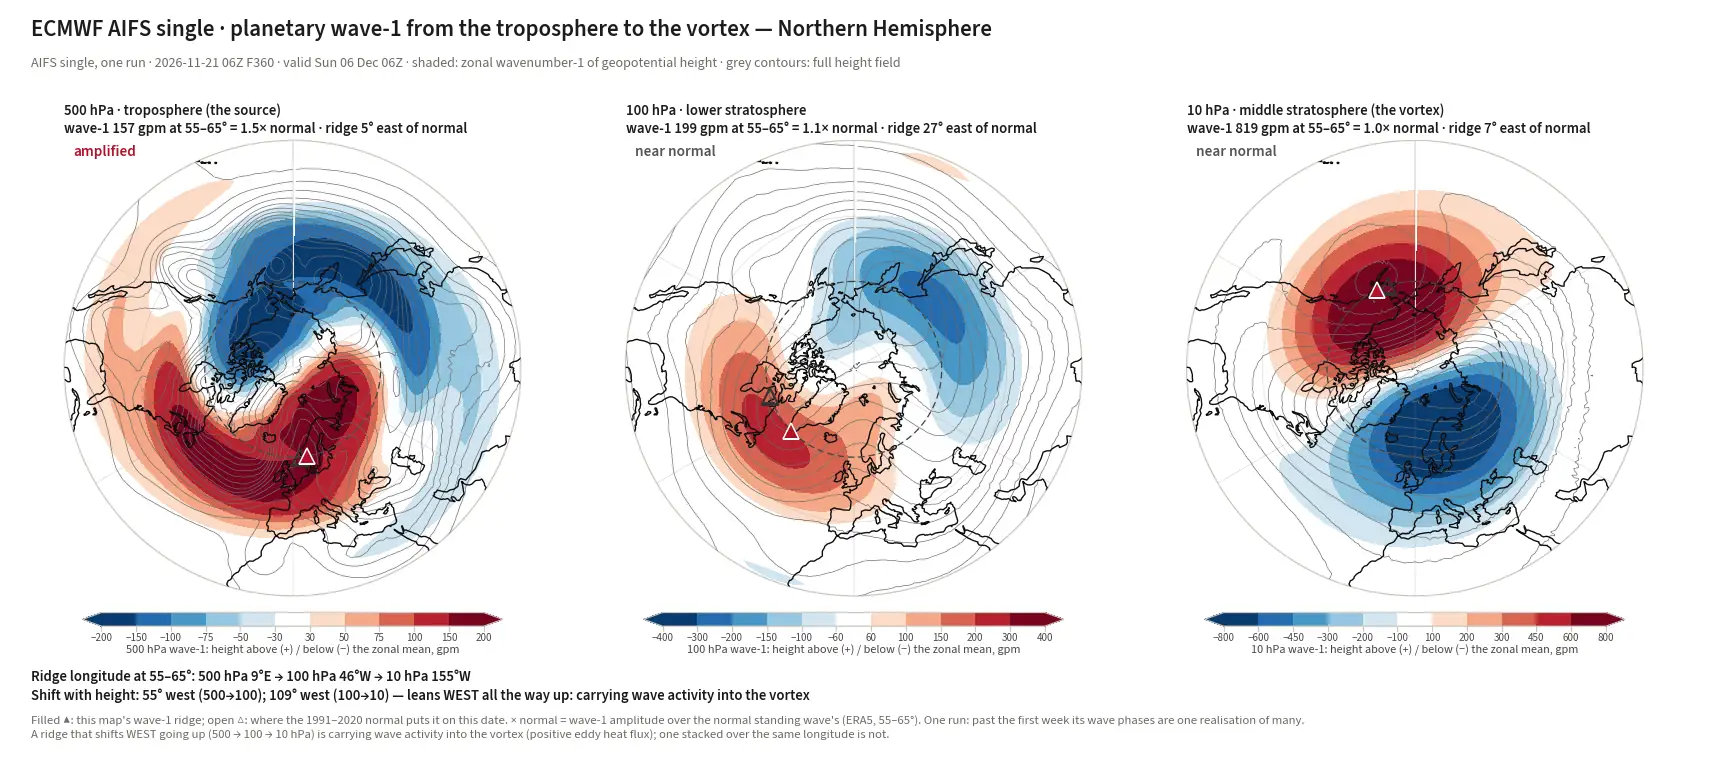 ECMWF AIFS single · planetary wave-1 from the troposphere to the vortex — Northern Hemisphere
AIFS single, one run · 2026-11-21 06Z F360 · valid Sun 06 Dec 06Z · shaded: zonal wavenumber-1 of geopotential height · grey contours: full height field
500 hPa · troposphere (the source)
wave-1 157 gpm at 55–65° = 1.5× normal · ridge 5° east of normal
amplified
100 hPa · lower stratosphere
wave-1 199 gpm at 55–65° = 1.1× normal · ridge 27° east of normal
near normal
10 hPa · middle stratosphere (the vortex)
wave-1 819 gpm at 55–65° = 1.0× normal · ridge 7° east of normal
near normal
−200 −150 −100 −75 −50 −30 30 50 75 100 150 200
500 hPa wave-1: height above (+) / below (−) the zonal mean, gpm
−400 −300 −200 −150 −100 −60 60 100 150 200 300 400
100 hPa wave-1: height above (+) / below (−) the zonal mean, gpm
−800 −600 −450 −300 −200 −100 100 200 300 450 600 800
10 hPa wave-1: height above (+) / below (−) the zonal mean, gpm
Ridge longitude at 55–65°: 500 hPa 9°E → 100 hPa 46°W → 10 hPa 155°W
Shift with height: 55° west (500→100); 109° west (100→10) — leans WEST all the way up: carrying wave activity into the vortex
Filled ▲: this map's wave-1 ridge; open △: where the 1991–2020 normal puts it on this date. × normal = wave-1 amplitude over the normal standing wave's (ERA5, 55–65°). One run: past the first week its wave phases are one realisation of many.
A ridge that shifts WEST going up (500 → 100 → 10 hPa) is carrying wave activity into the vortex (positive eddy heat flux); one stacked over the same longitude is not.